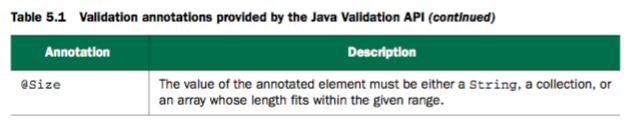 Table 5.1 Validation annotations provided by the Java Validation API (continued)
Annotation Description
@Size The value of the annotated element must be either a String, a collection, or
an array whose length fits within the given range.